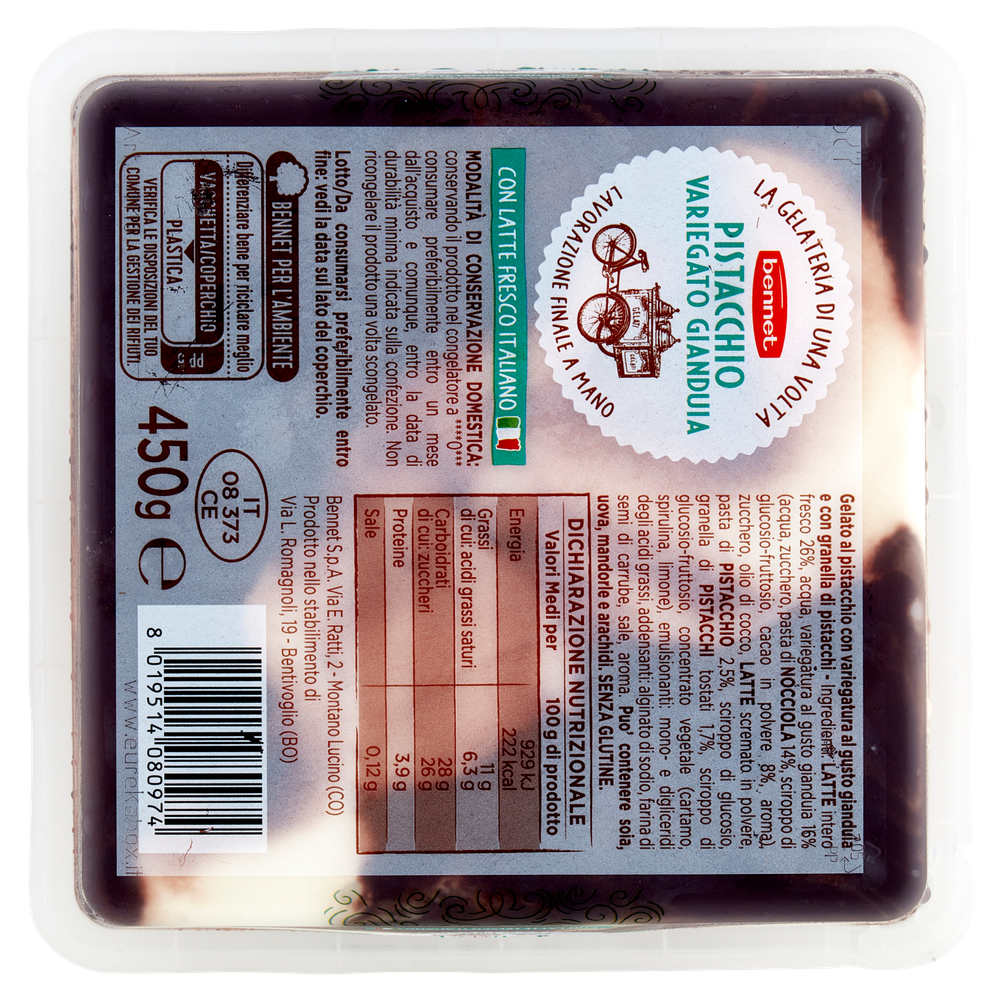 LA GELATERIA DI UNA VOLTA
bennet
PISTACCHIO
VARIEGATO GIANDUIA
GELATI
LAVORAZIONE FINALE A MANO
CON LATTE FRESCO ITALIANO
MODALITÀ DI CONSERVAZIONE DOMESTICA:
conservando il prodotto nel congelatore a ****0***
consumare preferibilmente entro un mese
dall'acquisto e comunque, entro la data di
durabilità minima indicata sulla confezione. Non
ricongelare il prodotto una volta scongelato.
Lotto/Da consumarsi preferibilmente entro
fine: vedi la data sul lato del coperchio.
BENNET PER L'AMBIENTE
Differenziare bene per riciclare meglio
VASCHETTA/COPERCHIO
PP 5
PLASTICA
VERIFICA LE DISPOSIZIONI DEL TUO
COMUNE PER LA GESTIONE DEI RIFIUTI
IT
08 373
CE
450g e
Gelato al pistacchio con variegatura al gusto gianduia
e con granella di pistacchi - Ingredienti: LATTE intero
fresco 26%, acqua, variegatura al gusto gianduia 16%
(acqua, zucchero, pasta di NOCCIOLA 14%, sciroppo di
glucosio-fruttosio, cacao in polvere 8%, aroma),
zucchero, olio di cocco, LATTE scremato in polvere,
pasta di PISTACCHIO 2,5%, sciroppo di glucosio,
granella di PISTACCHI tostati 1,7%, sciroppo di
glucosio-fruttosio, concentrato vegetale (cartamo,
spirulina, limone), emulsionanti: mono- e digliceridi
degli acidi grassi, addensanti: alginato di sodio, farina di
semi di carrube, sale, aroma. Puo' contenere soia,
uova, mandorle e arachidi. SENZA GLUTINE.
DICHIARAZIONE NUTRIZIONALE
Valori Medi per 100 g di prodotto
Energia 929 kJ
222 kcal
Grassi 11 g
di cui: acidi grassi saturi 6,3 g
Carboidrati 28 g
di cui: zuccheri 26 g
Proteine 3,9 g
Sale 0,12 g
Bennet S.p.A. Via E. Ratti, 2 - Montano Lucino (CO)
Prodotto nello stabilimento di
Via L. Romagnoli, 19 - Bentivoglio (BO)
8 019514 080974
www.eurekabox.it